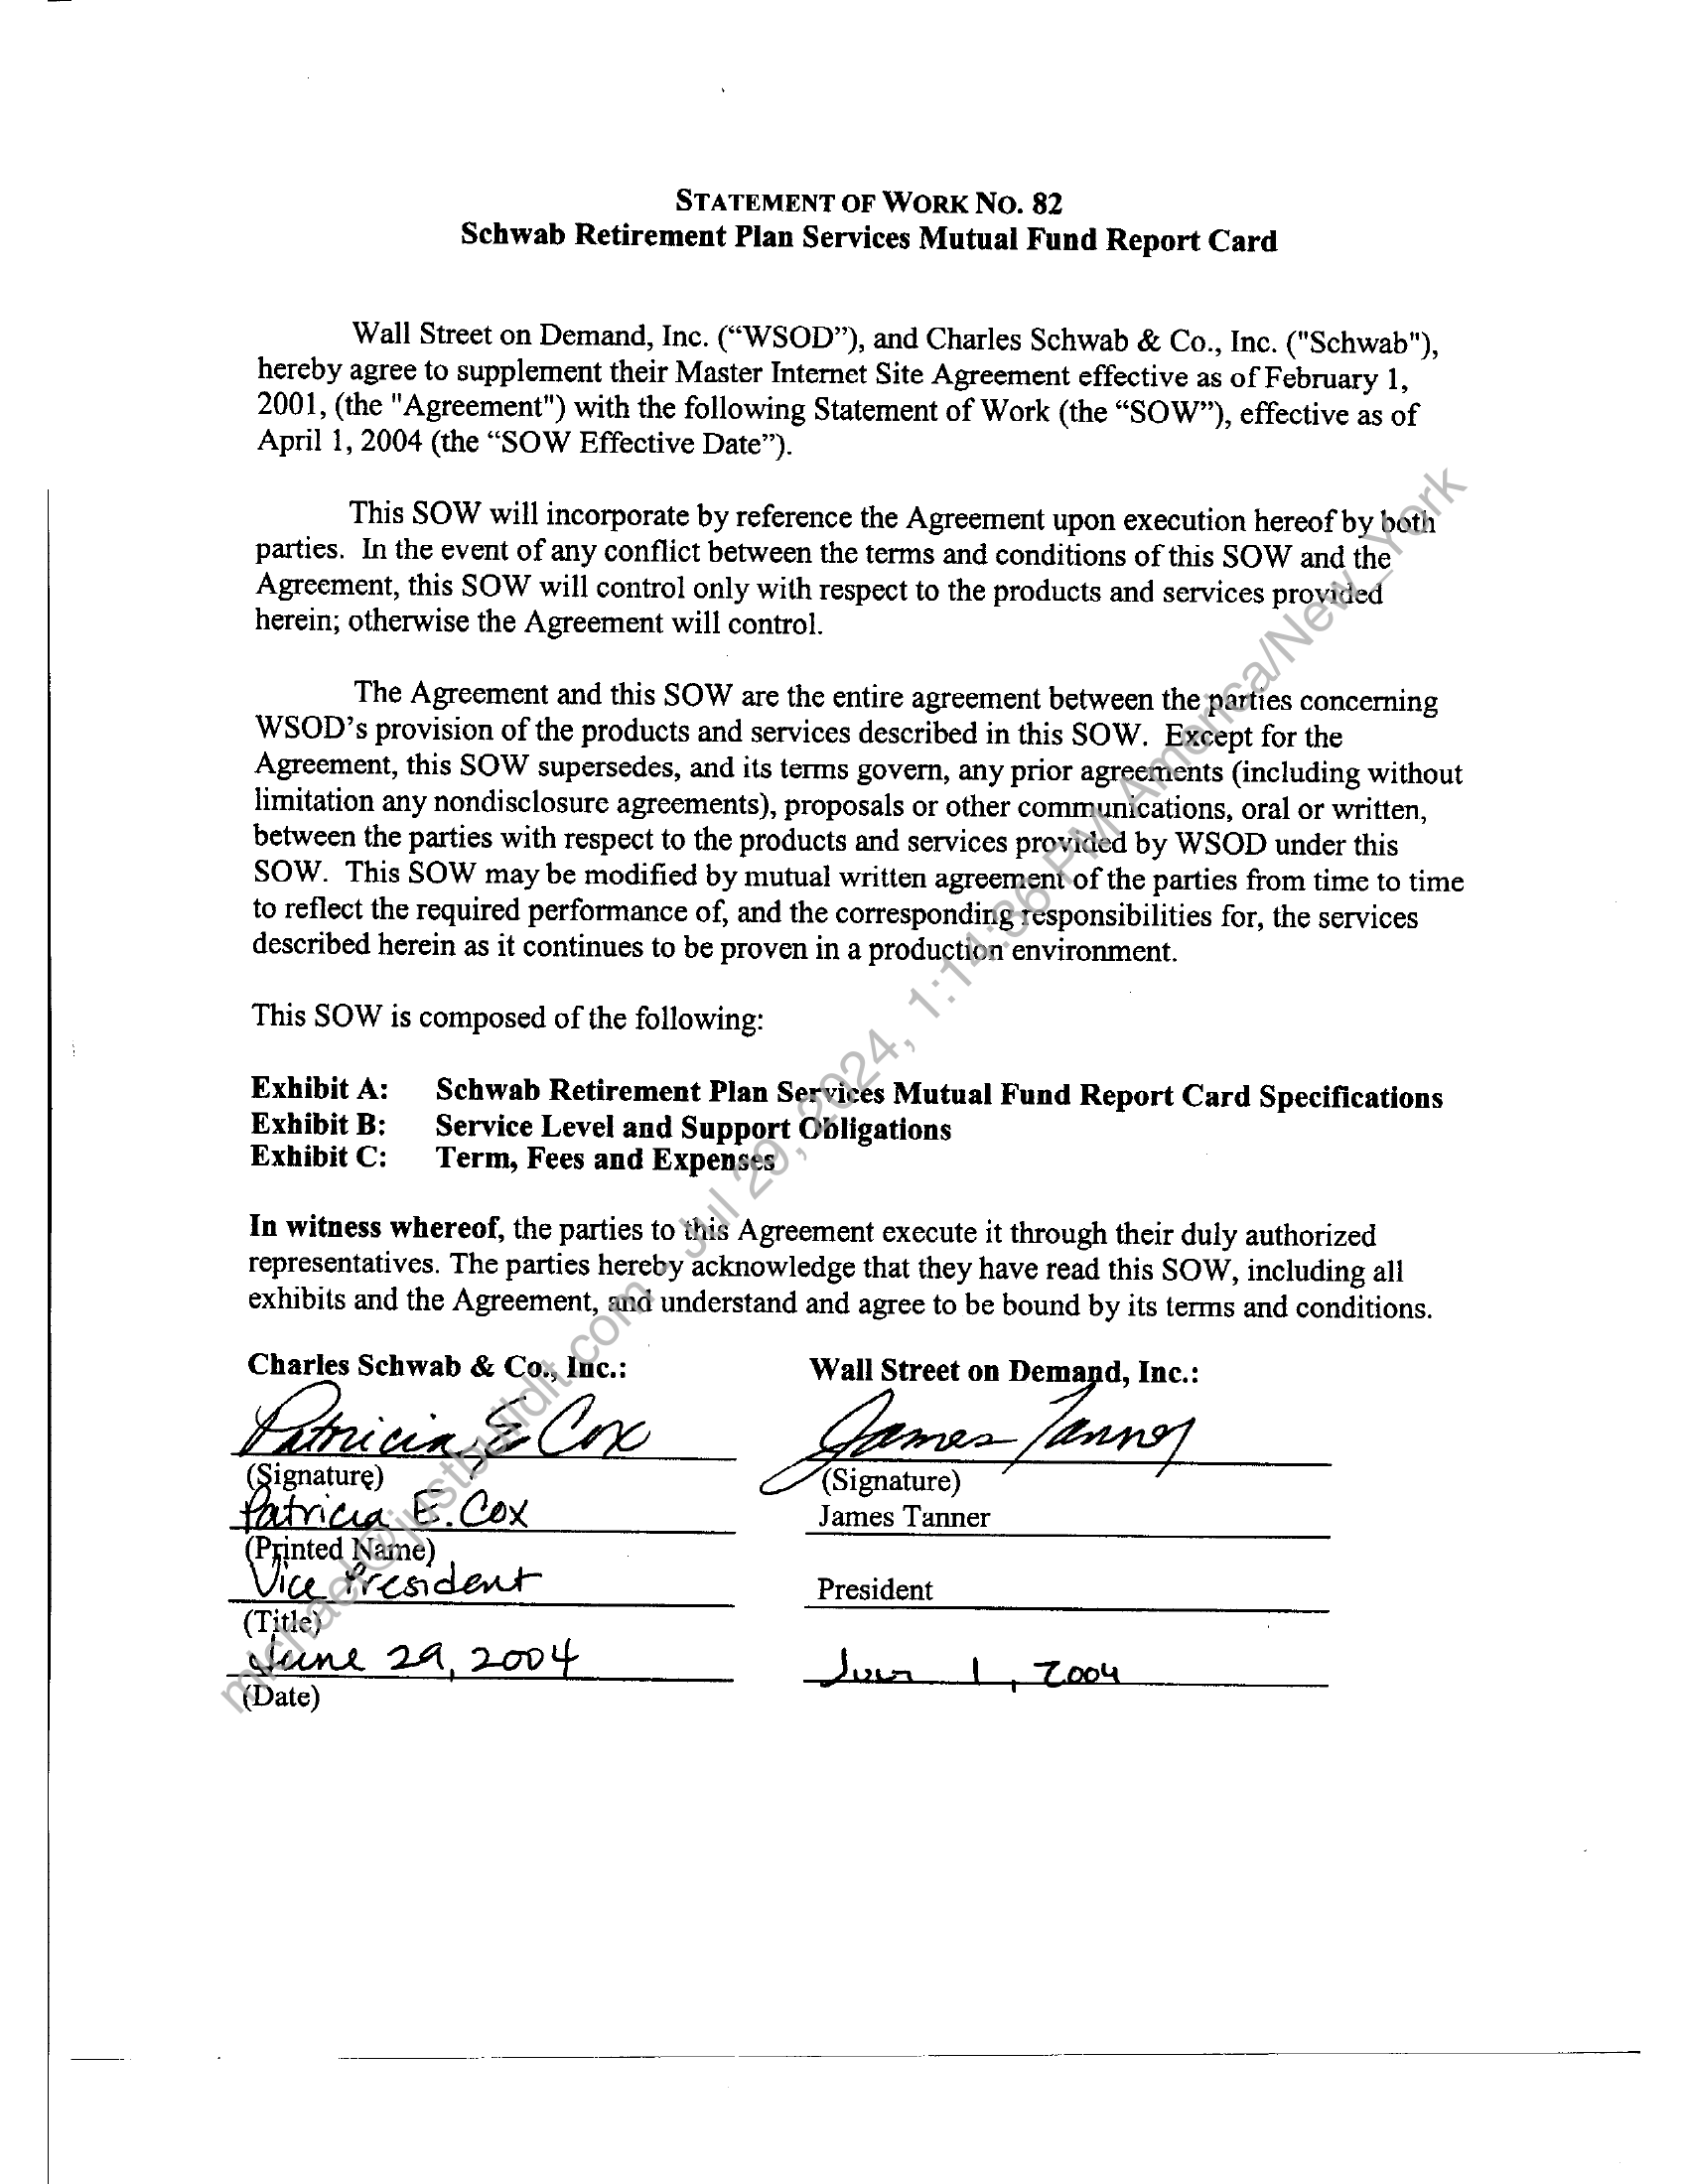 STATEMENT OF WORK NO. 82
Schwab Retirement Plan Services Mutual Fund Report Card
Wall Street on Demand, Inc. (“WSOD”), and Charles Schwab & Co., Inc. ("Schwab"),
hereby agree to supplement their Master Internet Site Agreement effective as of February 1,
2001, (the "Agreement") with the following Statement of Work (the “SOW”), effective as of
April 1, 2004 (the “SOW Effective Date”).
This SOW will incorporate by reference the Agreement upon execution hereof by both
parties. In the event of any conflict between the terms and conditions of this SOW and the
Agreement, this SOW will control only with respect to the products and services provided
herein; otherwise the Agreement will control.
The Agreement and this SOW are the entire agreement between the parties concerning
WSOD’s provision of the products and services described in this SOW. Except for the
Agreement, this SOW supersedes, and its terms govern, any prior agreements (including without
limitation any nondisclosure agreements), proposals or other communications, oral or written,
between the parties with respect to the products and services provided by WSOD under this
SOW. This SOW may be modified by mutual written agreement of the parties from time to time
to reflect the required performance of, and the corresponding responsibilities for, the services
described herein as it continues to be proven in a production environment.
This SOW is composed of the following:
Exhibit A: Schwab Retirement Plan Services Mutual Fund Report Card Specifications
Exhibit B: Service Level and Support Obligations
Exhibit C: Term, Fees and Expenses
In witness whereof, the parties to this Agreement execute it through their duly authorized
representatives. The parties hereby acknowledge that they have read this SOW, including all
exhibits and the Agreement, and understand and agree to be bound by its terms and conditions.
Charles Schwab & Co., Inc.: Wall Street on Demand, Inc.:
Patricia E Cox James Tanner
(Signature) (Signature)
Patricia E. Cox James Tanner
(Printed Name)
Vice President President
(Title)
June 29, 2004 1, 2004
(Date)
michael@justbuildit.com - Jul 29, 2024, 1:14:36 PM America/New_York